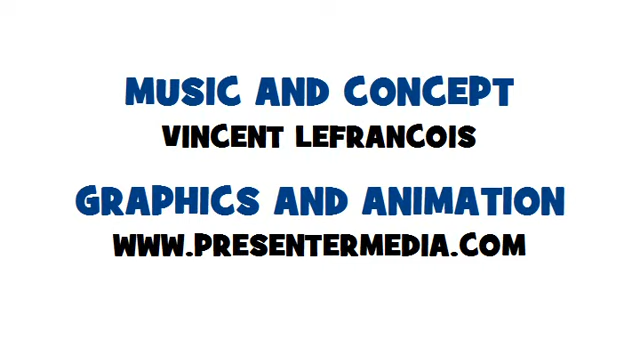 MUSIC AND CONCEPT
VINCENT LEFRANCOIS
GRAPHICS AND ANIMATION
WWW.PRESENTERMEDIA.COM